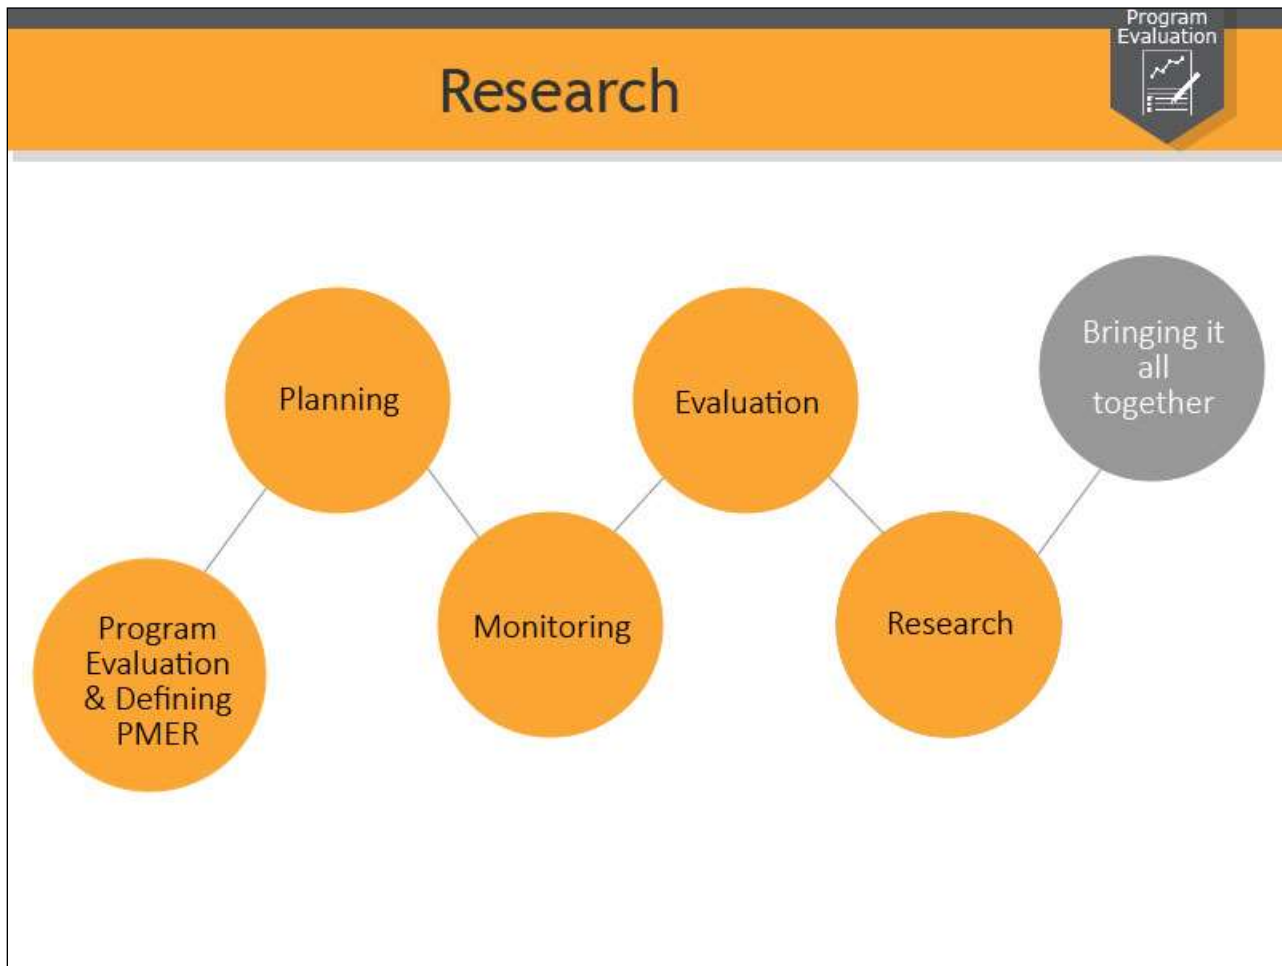 Program
Evaluation
Research
Planning
Evaluation
Bringing it
all
together
Program
Evaluation
& Defining
PMER
Monitoring
Research